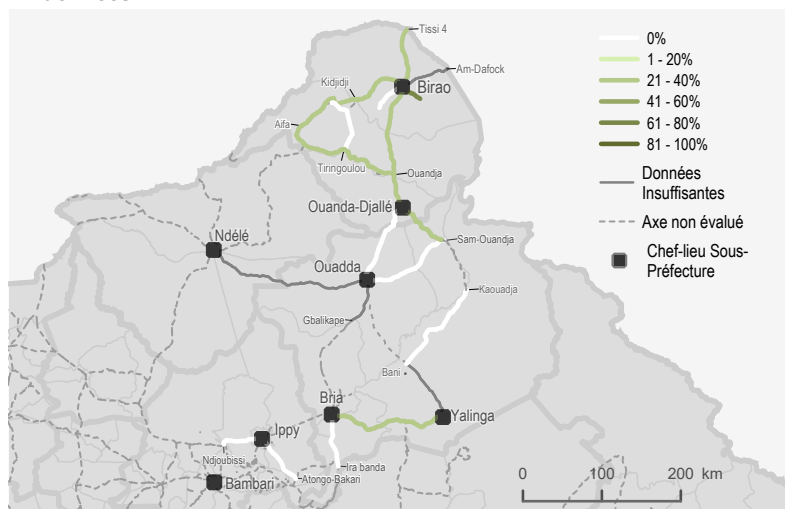 Tissi 4
Am-Dafock
Kidjidji
Birao
Aifa
Tiringoulou
Ouandja
Ouanda-Djallé
Ndélé
Sam-Ouandja
Ouadda
Kaouadja
Gbalikape
Bani
Bria
Yalinga
Ippy
Ndjoubissi
Ira banda
Atongo-Bakari
Bambari
0%
1 - 20%
21 - 40%
41 - 60%
61 - 80%
81 - 100%
Données
Insuffisantes
Axe non évalué
Chef-lieu Sous-
Préfecture
0 100 200 km